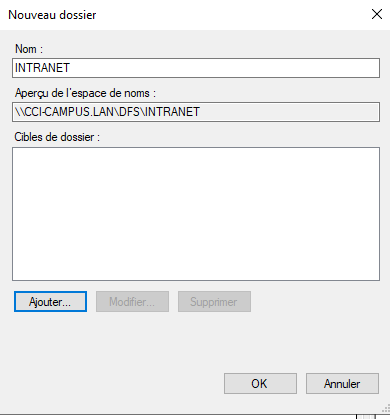 Nouveau dossier
Nom :
INTRANET
Aperçu de l'espace de noms :
\\CCI-CAMPUS.LAN\DFS\INTRANET
Cibles de dossier :
Ajouter... Modifier... Supprimer
OK Annuler